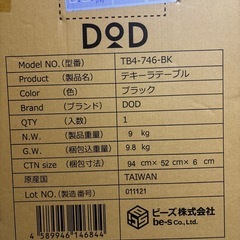 DOD
Model NO.(型番) TB4-746-BK
Product (製品名) テキーラテーブル
Color (色) ブラック
Brand (ブランド) DOD
QTY (入数) 1
N.W. (製品重量) 9 kg
G.W. (梱包込重量) 9.8 kg
CTN size (梱包寸法) 94 cm× 52 cm× 6 cm
原産国 TAIWAN
Lot NO. (製造番号) 011121
ビーズ株式会社
be-s Co., Ltd.
4 589946 146844